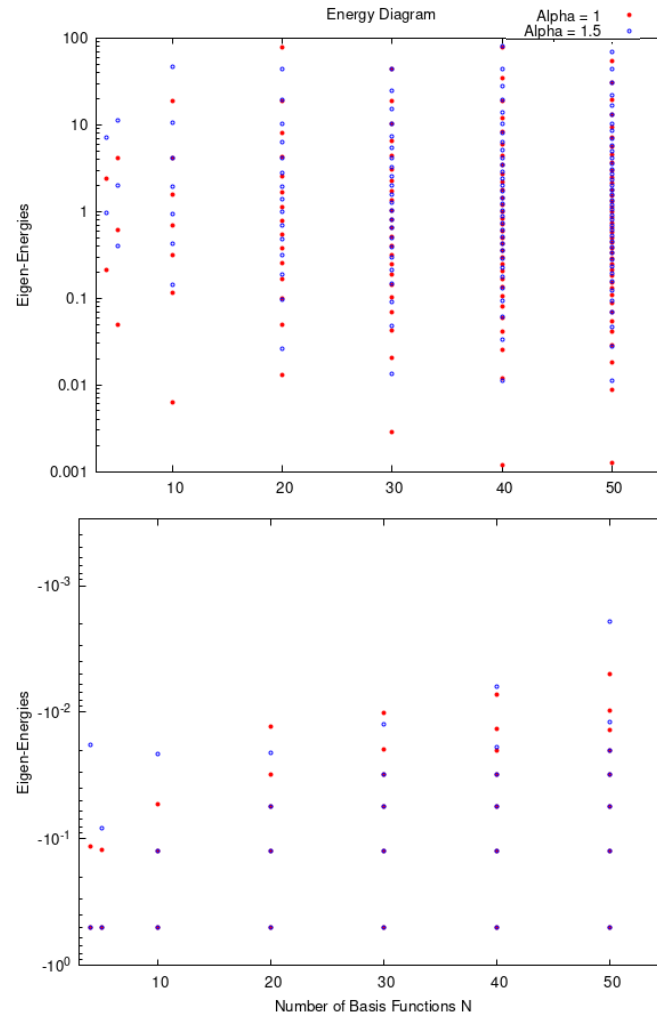 Energy Diagram
Alpha = 1
Alpha = 1.5
Eigen-Energies
100
10
1
0.1
0.01
0.001
10 20 30 40 50
Eigen-Energies
-10⁻³
-10⁻²
-10⁻¹
-10⁰
10 20 30 40 50
Number of Basis Functions N